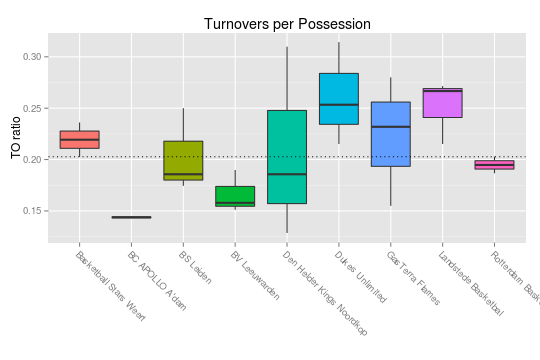 Turnovers per Possession
TO ratio
0.30
0.25
0.20
0.15
Basketball Stars Weert
BC APOLLO A'dam
BS Leiden
BV Leeuwarden
Den Helder Kings Noordkop
Dukes Unlimited
GasTerra Flames
Landstede Basketbal
Rotterdam Bask